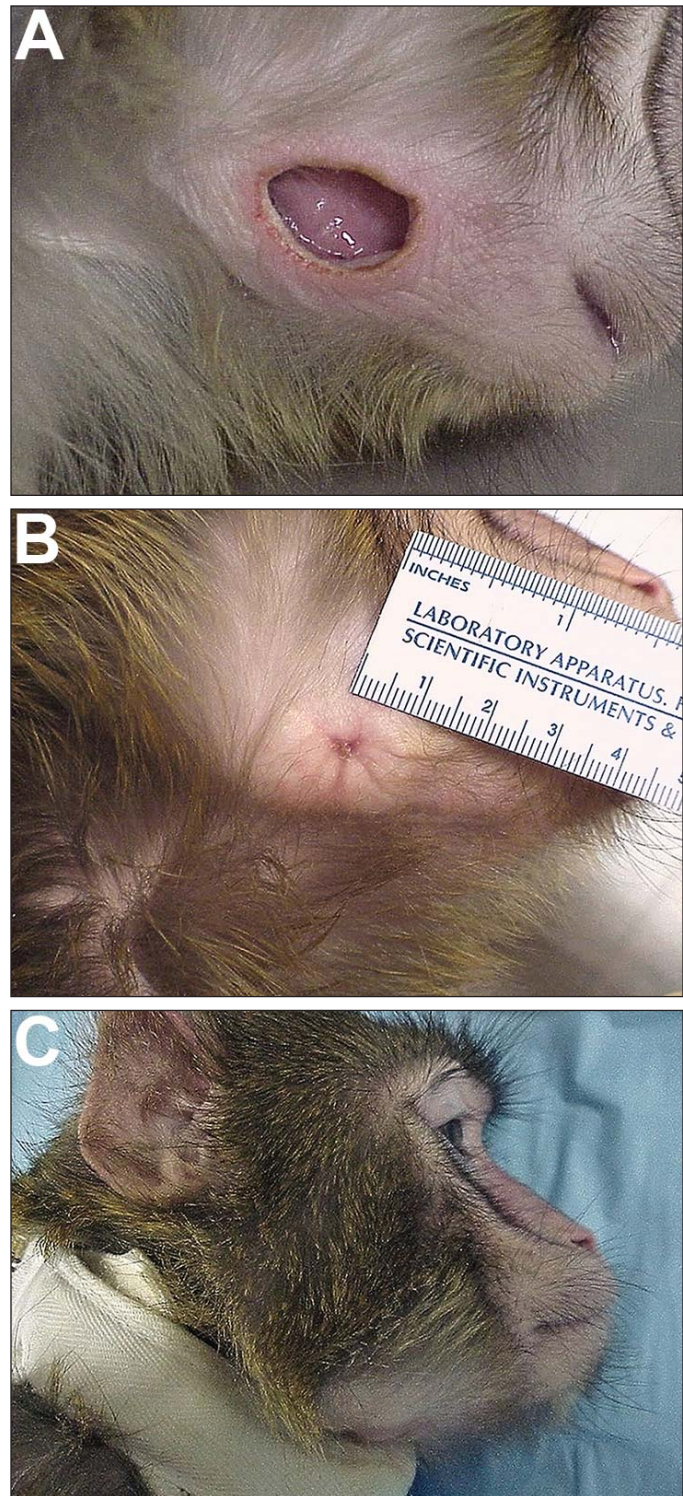 A
B
INCHES
1
LABORATORY APPARATUS.
SCIENTIFIC INSTRUMENTS &
1 2 3 4
C